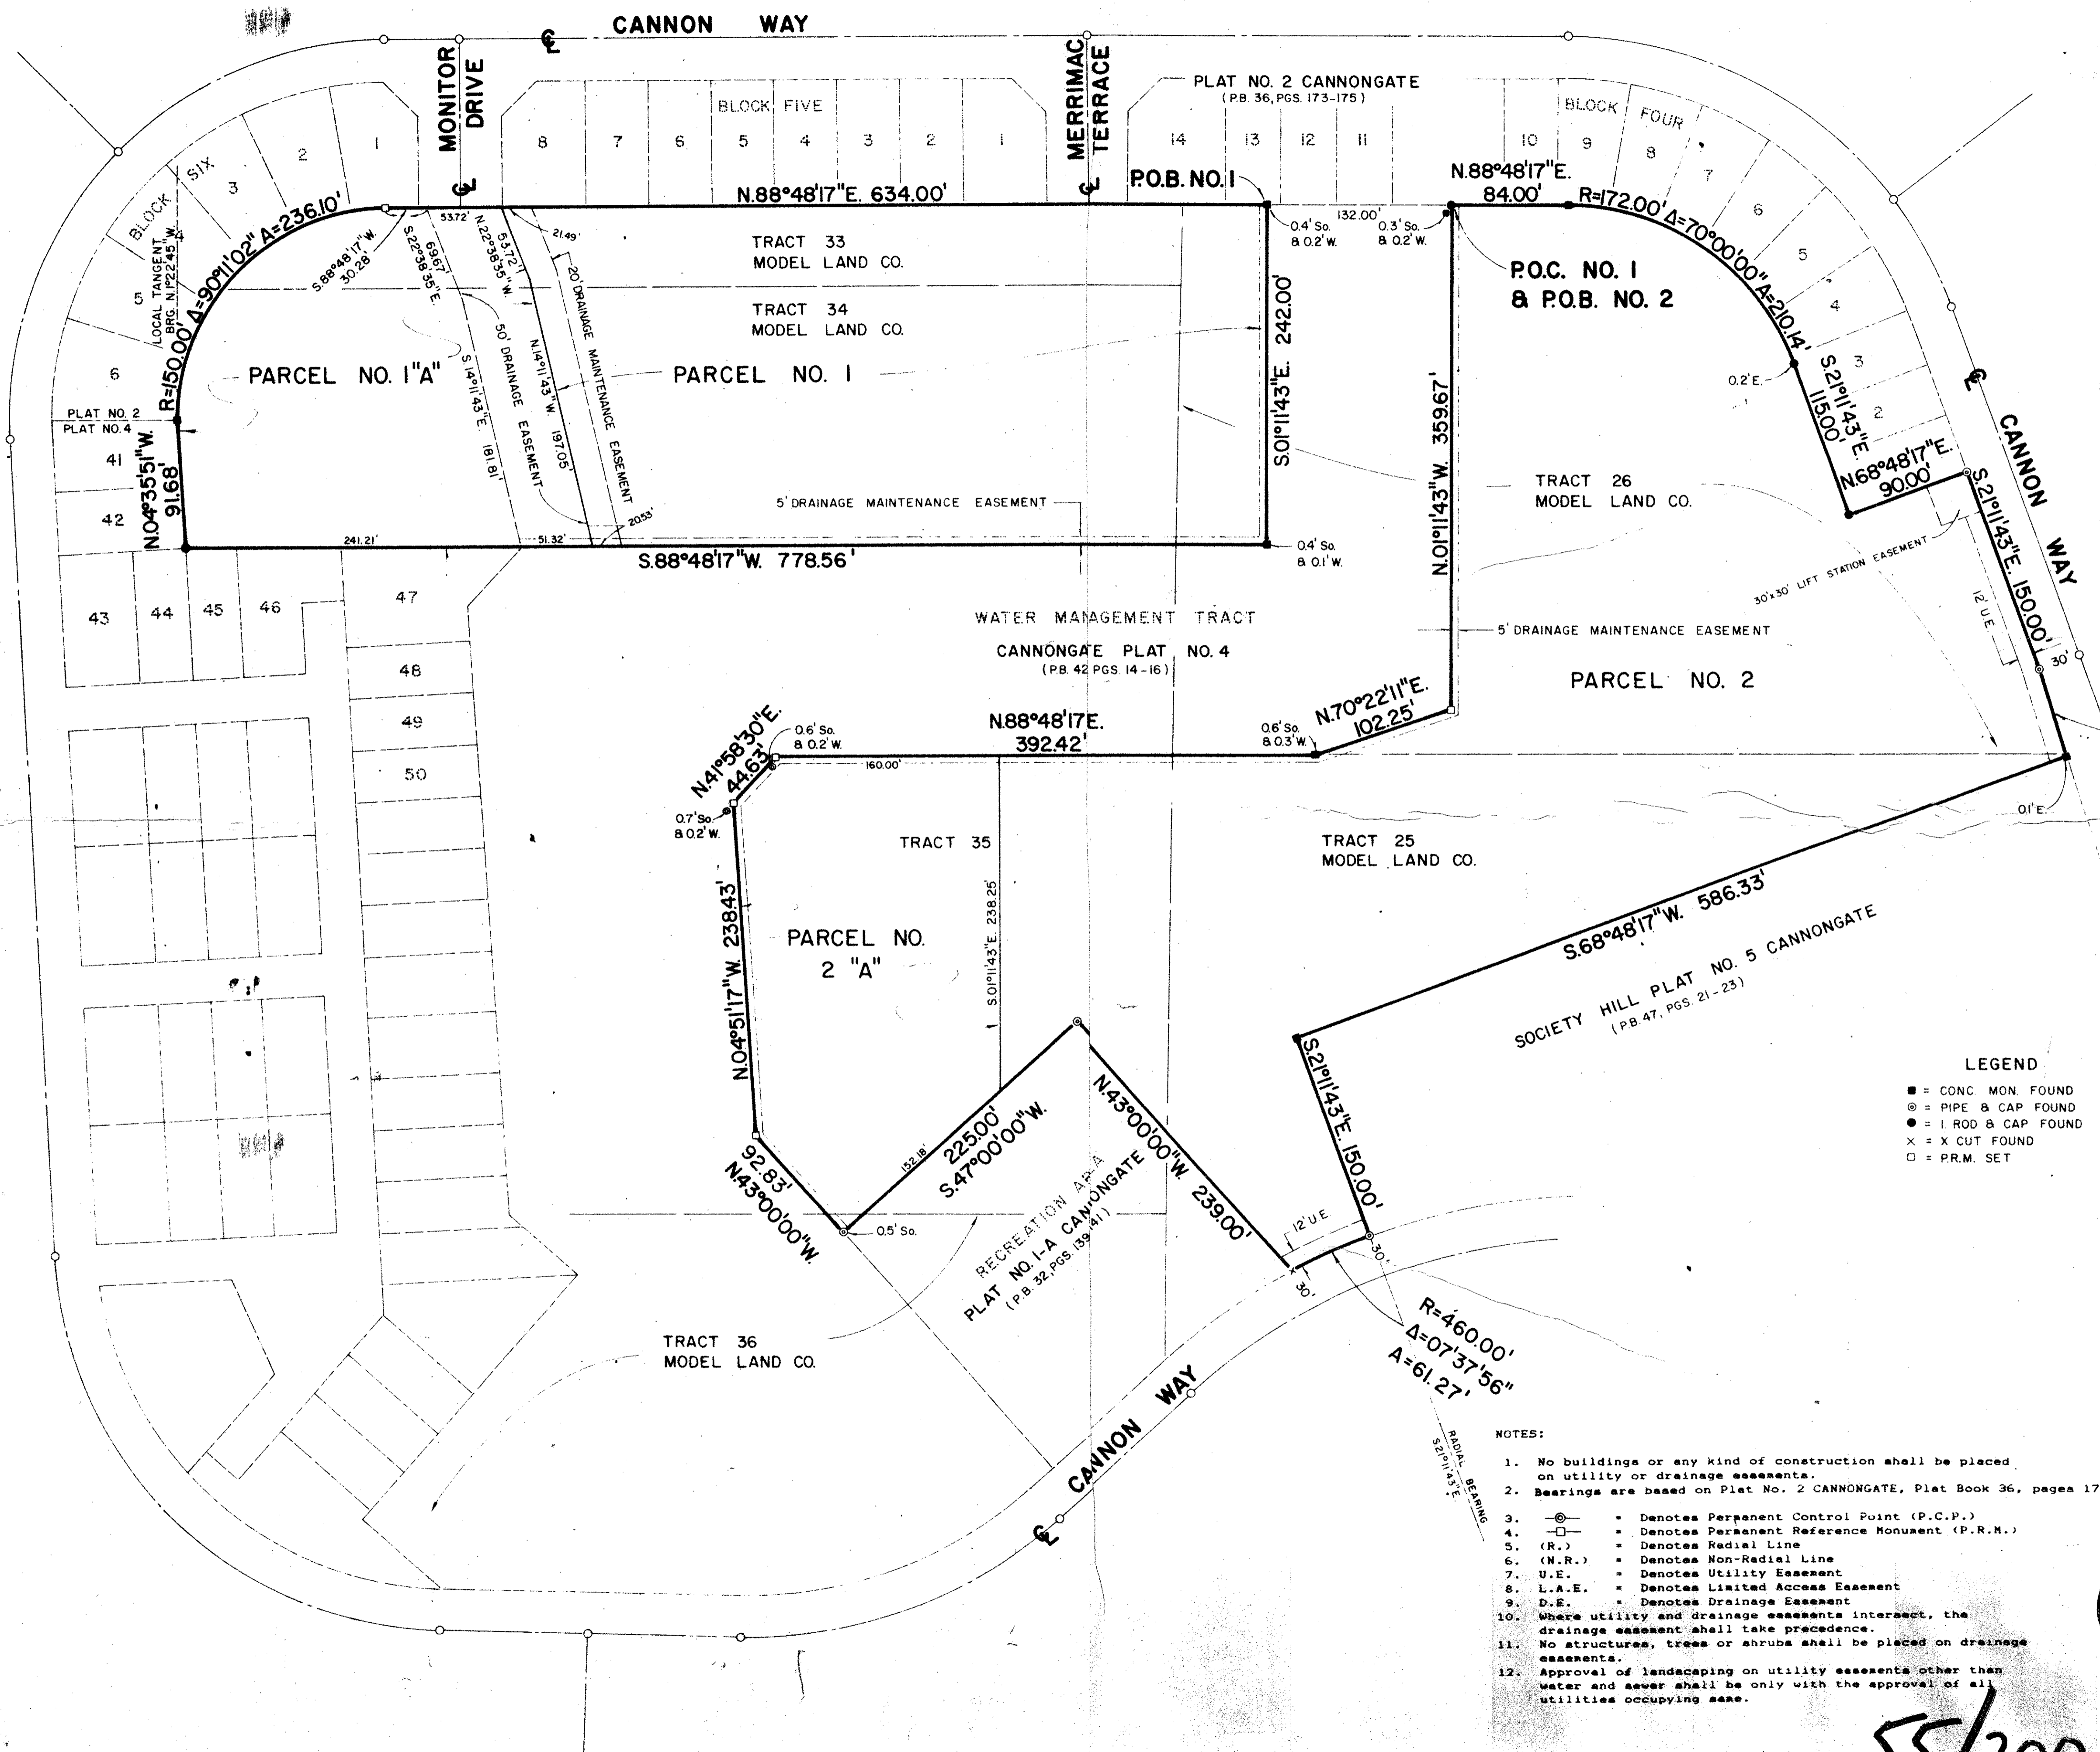 CANNON WAY
MONITOR
DRIVE
MERRIMAC
TERRACE
PLAT NO. 2 CANNONGATE
(P.B. 36, PGS. 173-175)
BLOCK FIVE
BLOCK FOUR
BLOCK SIX
1
2
3
4
5
6
8
7
6
5
4
3
2
1
14
13
12
11
10
9
8
7
6
5
4
3
2
N.88°48'17"E. 634.00'
P.O.B. NO. 1
N.88°48'17"E.
84.00'
R=172.00' Δ=70°00'00" A=210.14'
132.00'
0.4' So.
& 0.2' W.
0.3' So.
& 0.2' W.
P.O.C. NO. 1
& P.O.B. NO. 2
R=150.00' Δ=90°11'02" A=236.10'
LOCAL TANGENT
BRG. N.1°22'45"W.
S.88°48'17"W.
30.28'
53.72'
69.67'
S.22°38'35"E.
53.72'
N.22°38'35"W.
21.49'
20' DRAINAGE MAINTENANCE EASEMENT
TRACT 33
MODEL LAND CO.
TRACT 34
MODEL LAND CO.
PARCEL NO. 1 "A"
PARCEL NO. 1
50' DRAINAGE EASEMENT
S.14°11'43"E. 181.81'
N.14°11'43"W. 197.05'
S.01°11'43"E. 242.00'
N.01°11'43"W. 359.67'
0.2' E.
S.21°11'43"E.
115.00'
N.68°48'17"E.
90.00'
S.21°11'43"E. 150.00'
CANNON WAY
PLAT NO. 2
PLAT NO. 4
41
42
N.04°35'51"W.
91.68'
TRACT 26
MODEL LAND CO.
5' DRAINAGE MAINTENANCE EASEMENT
20.53'
241.21'
51.32'
S.88°48'17"W. 778.56'
0.4' So.
& 0.1' W.
30'x30' LIFT STATION EASEMENT
12' U.E.
30'
43
44
45
46
47
48
49
50
WATER MANAGEMENT TRACT
CANNONGATE PLAT NO. 4
(P.B. 42 PGS. 14-16)
5' DRAINAGE MAINTENANCE EASEMENT
PARCEL NO. 2
N.70°22'11"E.
102.25'
N.88°48'17E.
392.42'
0.6' So.
& 0.3' W.
0.6' So.
& 0.2' W.
N.41°58'30"E.
44.63'
160.00'
0.7' So.
& 0.2' W.
0.1' E.
TRACT 35
TRACT 25
MODEL LAND CO.
N.04°51'17"W. 238.43'
PARCEL NO.
2 "A"
S.01°11'43"E. 238.25'
S.68°48'17"W. 586.33'
SOCIETY HILL PLAT NO. 5 CANNONGATE
(P.B. 47, PGS. 21-23)
S.21°11'43"E. 150.00'
92.83'
N.43°00'00"W.
152.18'
225.00'
S.47°00'00"W.
0.5' So.
N.43°00'00"W. 239.00'
RECREATION AREA
PLAT NO. 1-A CANNONGATE
(P.B. 32, PGS. 139-141)
12' U.E.
30'
30'
R=460.00'
Δ=07°37'56"
A=61.27'
RADIAL BEARING
S.21°11'43"E.
TRACT 36
MODEL LAND CO.
CANNON WAY
LEGEND
■ = CONC. MON. FOUND
◎ = PIPE & CAP FOUND
● = I. ROD & CAP FOUND
× = X CUT FOUND
□ = P.R.M. SET
NOTES:
1. No buildings or any kind of construction shall be placed
on utility or drainage easements.
2. Bearings are based on Plat No. 2 CANNONGATE, Plat Book 36, pages 17
3. ◎ = Denotes Permanent Control Point (P.C.P.)
4. □ = Denotes Permanent Reference Monument (P.R.M.)
5. (R.) = Denotes Radial Line
6. (N.R.) = Denotes Non-Radial Line
7. U.E. = Denotes Utility Easement
8. L.A.E. = Denotes Limited Access Easement
9. D.E. = Denotes Drainage Easement
10. Where utility and drainage easements intersect, the
drainage easement shall take precedence.
11. No structures, trees or shrubs shall be placed on drainage
easements.
12. Approval of landscaping on utility easements other than
water and sewer shall be only with the approval of all
utilities occupying same.
55/200